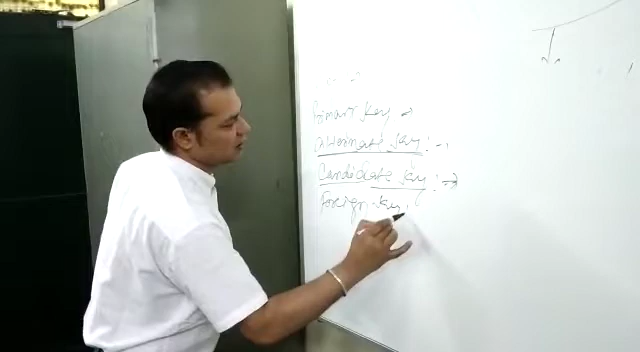 Primary Key →
Alternate Key : →
Candidate Key : →
Foreign Key :